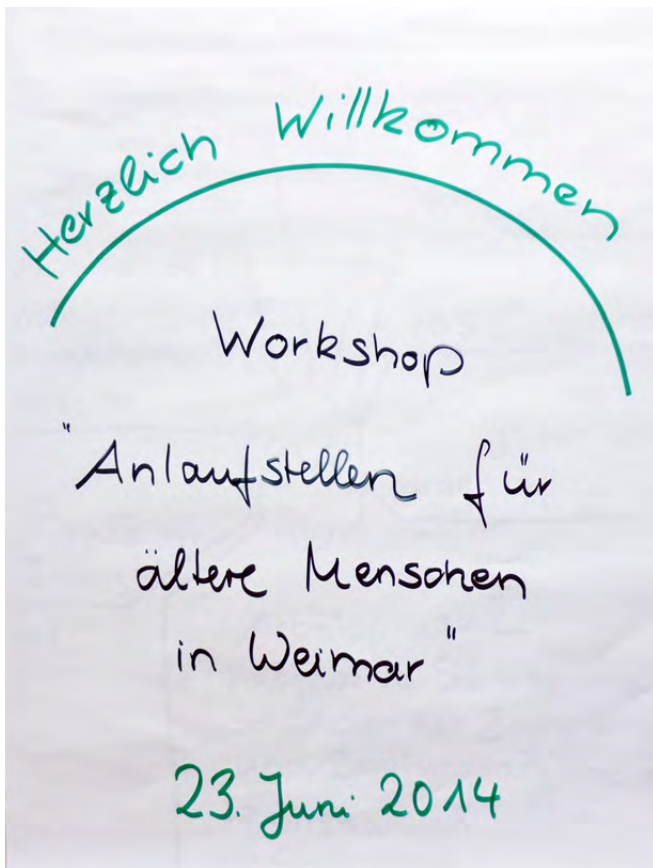 Herzlich Willkommen
Workshop
"Anlaufstellen für
ältere Menschen
in Weimar"
23. Juni 2014